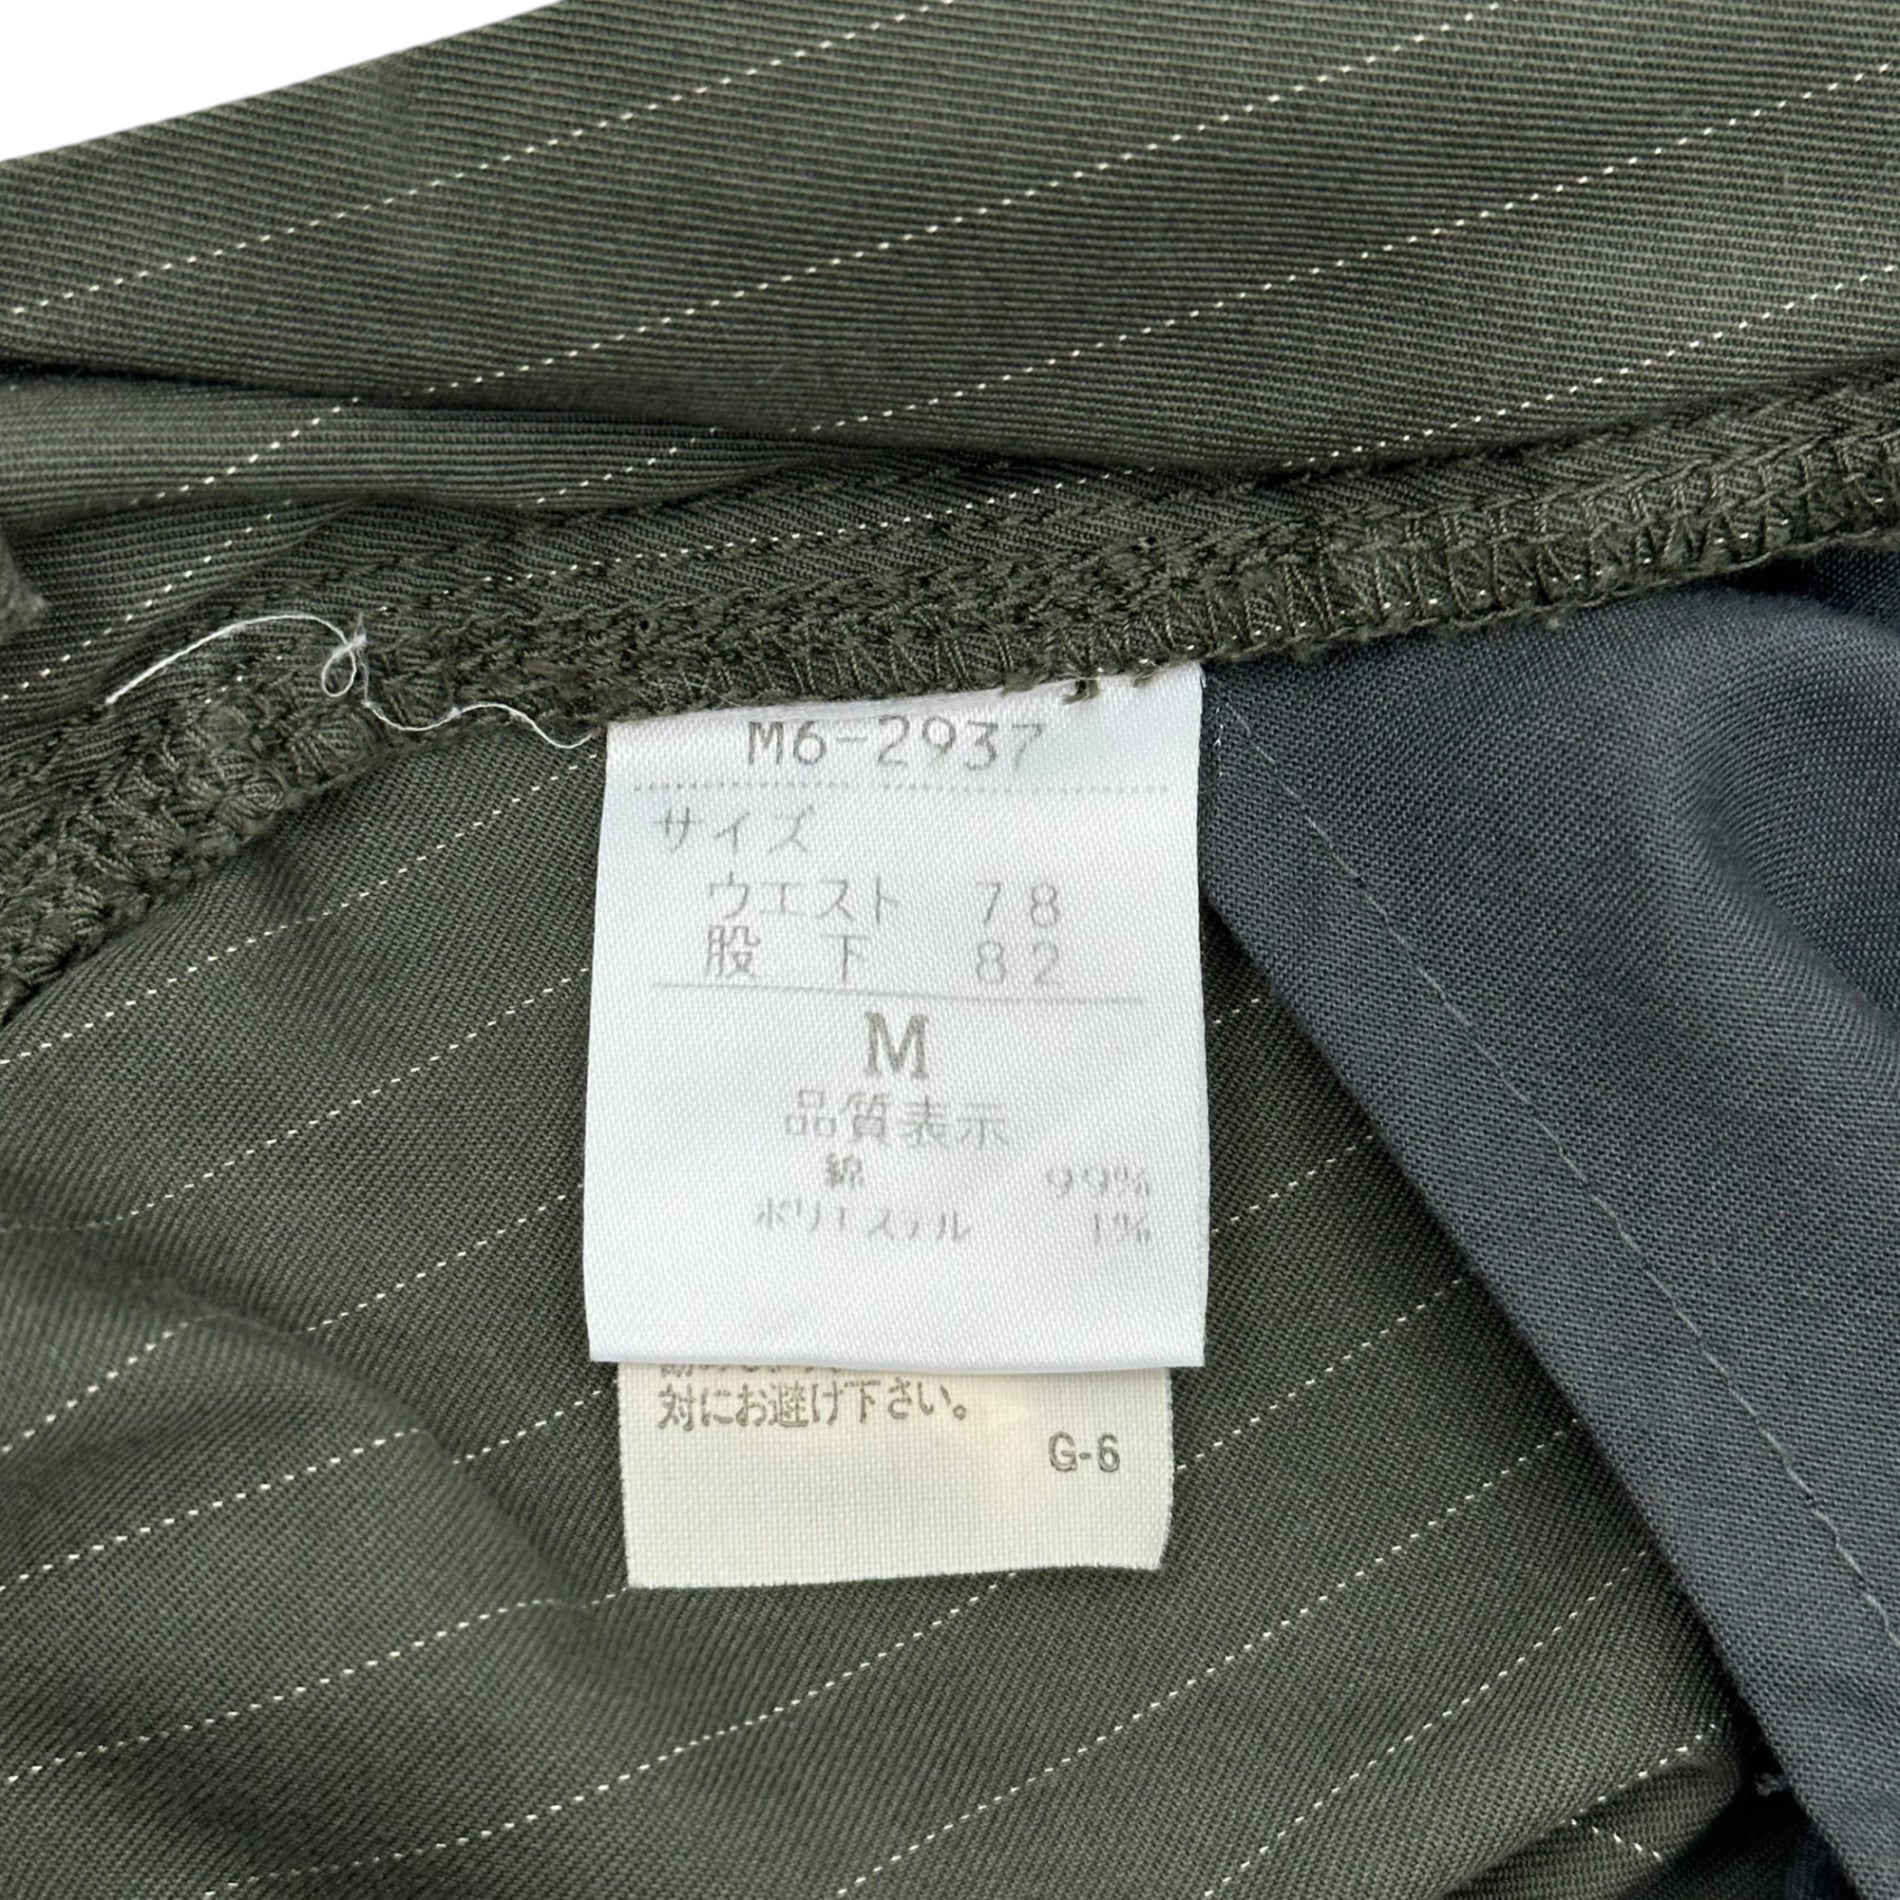 M6-2937
サイズ
ウエスト 78
股 下 82
M
品質表示
綿 99%
ポリエステル 1%
対にお避け下さい。
G-6